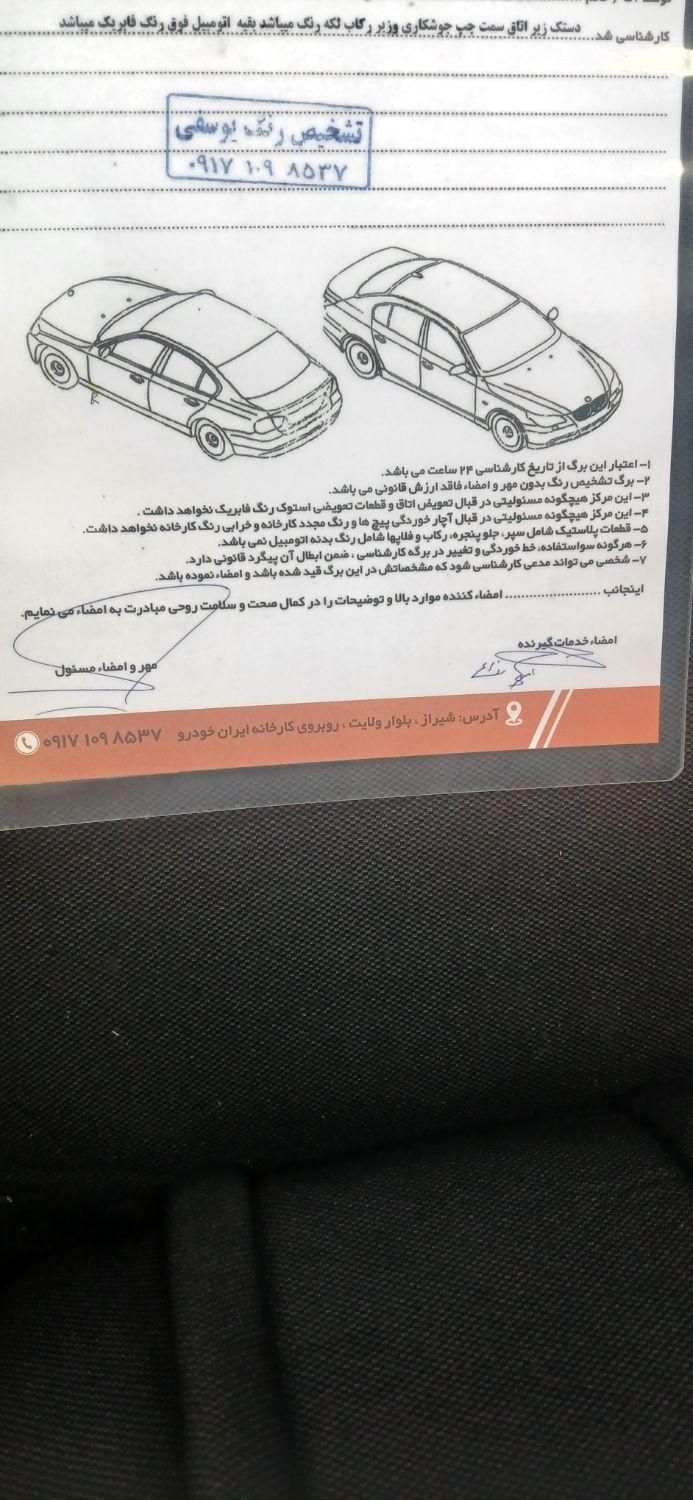 کارشناسی شد. دستک زیر اتاق سمت چپ جوشکاری وزیر رکاب لکه رنگ میباشد بقیه اتومبیل فوق رنگ فابریک میباشد
تشخیص رنگ یوسفی
۰۹۱۷ ۱۰۹ ۸۵۳۷
۱- اعتبار این برگ از تاریخ کارشناسی ۲۴ ساعت می باشد.
۲- برگ تشخیص رنگ بدون مهر و امضاء فاقد ارزش قانونی می باشد.
۳- این مرکز هیچگونه مسئولیتی در قبال تعویض اتاق و قطعات تعویضی استوک رنگ فابریک نخواهد داشت.
۴- این مرکز هیچگونه مسئولیتی در قبال آچار خوردگی پیچ ها و رنگ مجدد کارخانه و خرابی رنگ کارخانه نخواهد داشت.
۵- قطعات پلاستیک شامل سپر، جلو پنجره، رکاب و فلاپها شامل رنگ بدنه اتومبیل نمی باشد.
۶- هرگونه سواستفاده، خط خوردگی و تغییر در برگه کارشناسی ، ضمن ابطال آن پیگرد قانونی دارد.
۷- شخصی می تواند مدعی کارشناسی شود که مشخصاتش در این برگ قید شده باشد و امضاء نموده باشد.
اینجانب ........................ امضاء کننده موارد بالا و توضیحات را در کمال صحت و سلامت روحی مبادرت به امضاء می نمایم.
امضاء خدمات گیرنده
مهر و امضاء مسئول
آدرس: شیراز ، بلوار ولایت ، روبروی کارخانه ایران خودرو ۰۹۱۷ ۱۰۹ ۸۵۳۷